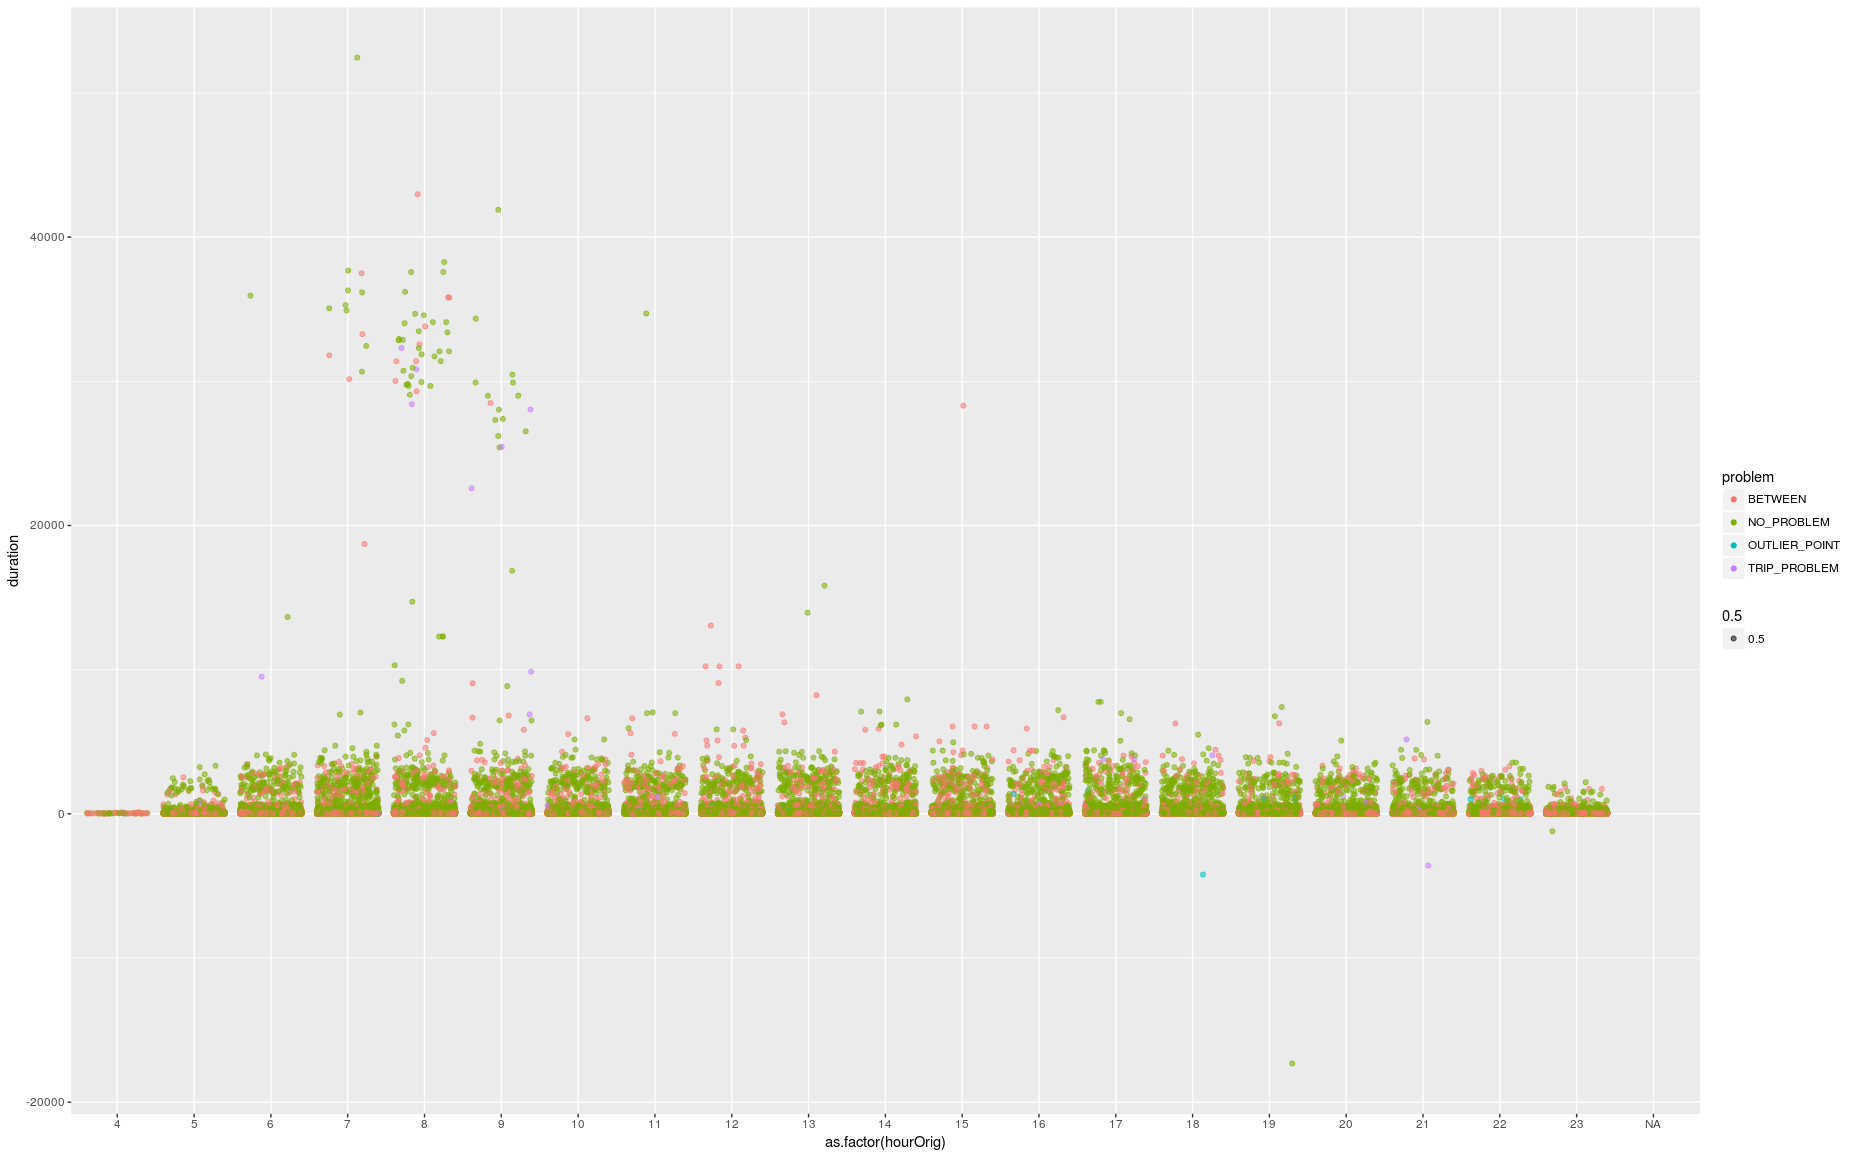 duration
40000
20000
0
-20000
4 5 6 7 8 9 10 11 12 13 14 15 16 17 18 19 20 21 22 23 NA
as.factor(hourOrig)
problem
BETWEEN
NO_PROBLEM
OUTLIER_POINT
TRIP_PROBLEM
0.5
0.5